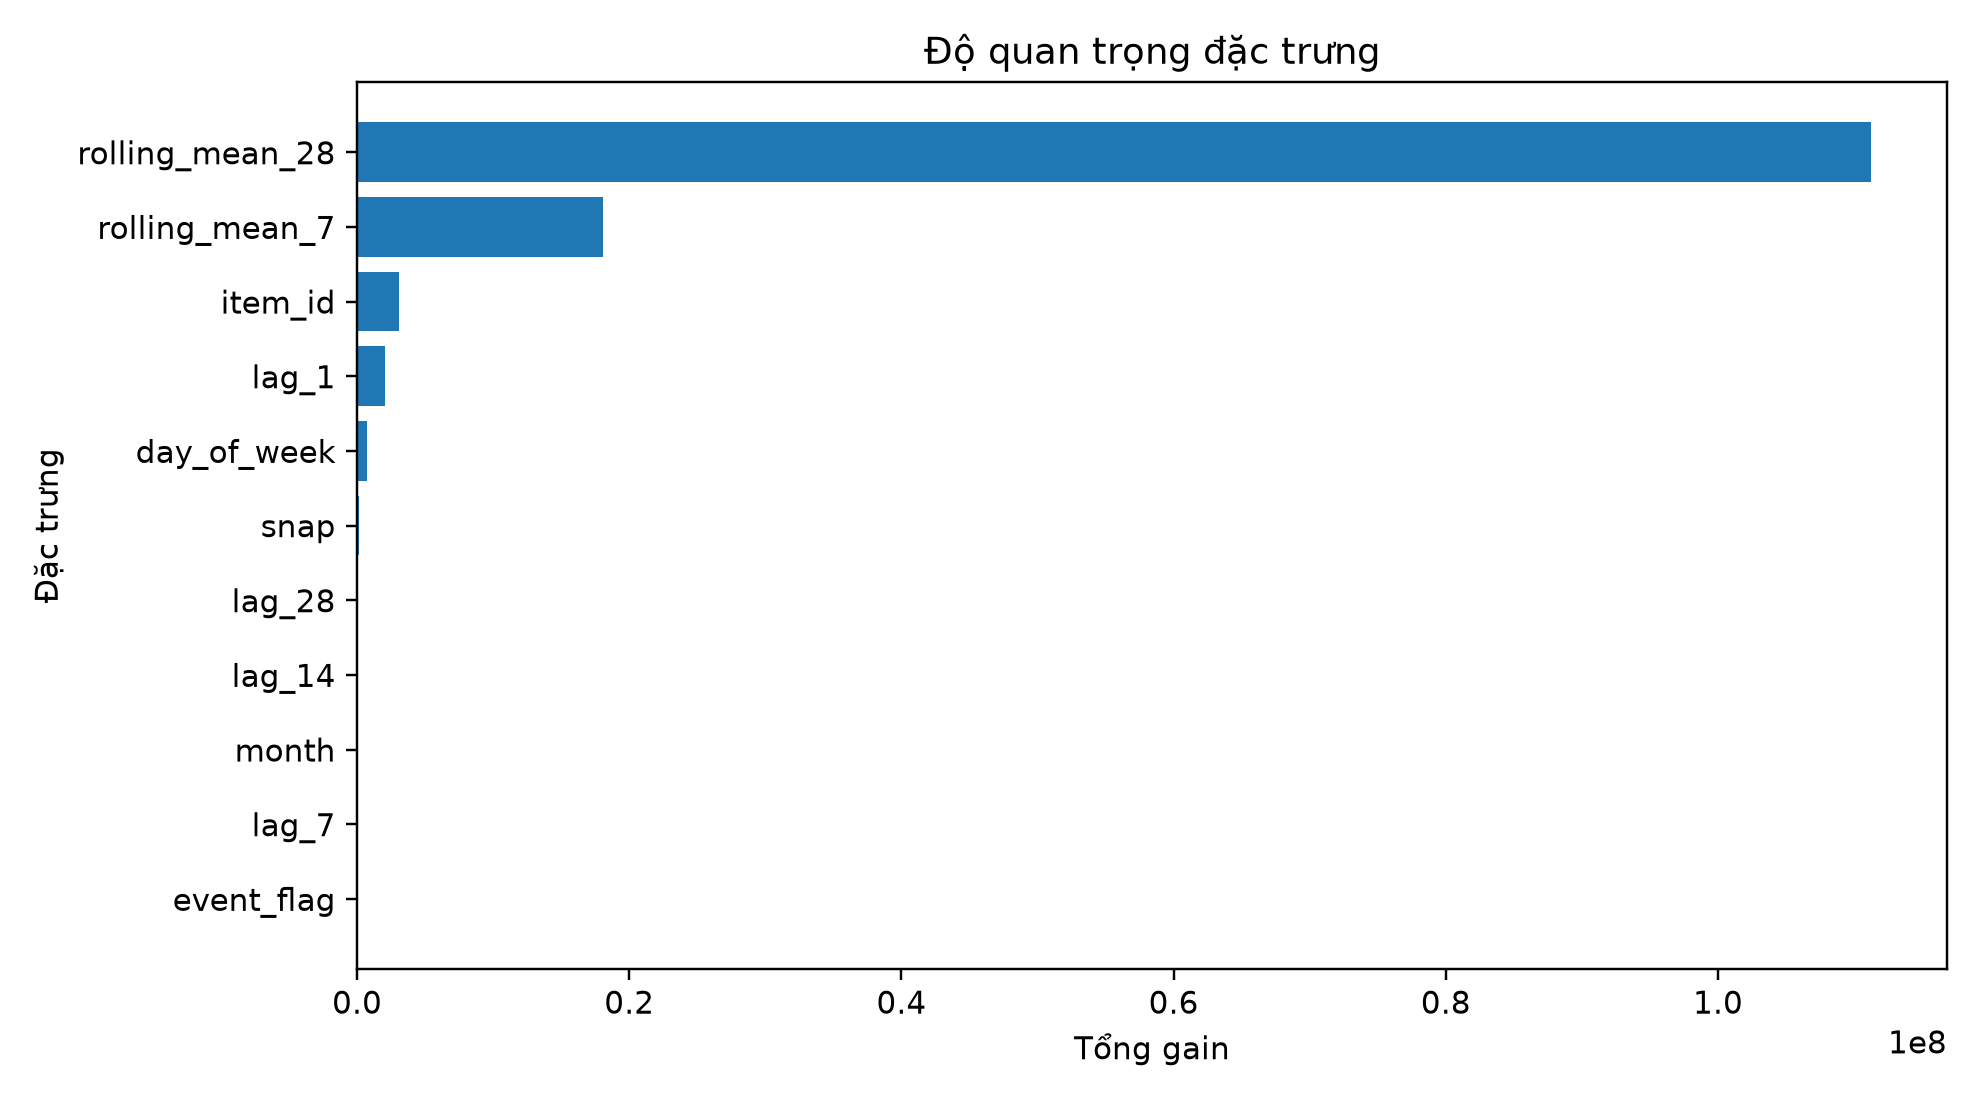 Độ quan trọng đặc trưng
rolling_mean_28
rolling_mean_7
item_id
lag_1
day_of_week
snap
lag_28
lag_14
month
lag_7
event_flag
Đặc trưng
0.0 0.2 0.4 0.6 0.8 1.0
1e8
Tổng gain